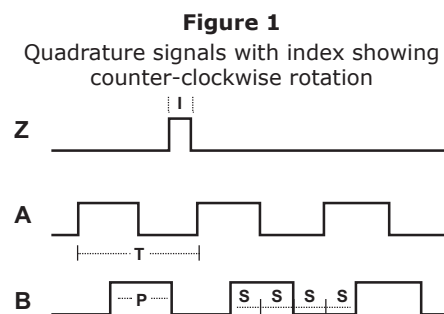 Figure 1
Quadrature signals with index showing
counter-clockwise rotation
I
Z
A
T
B
P
S S S S